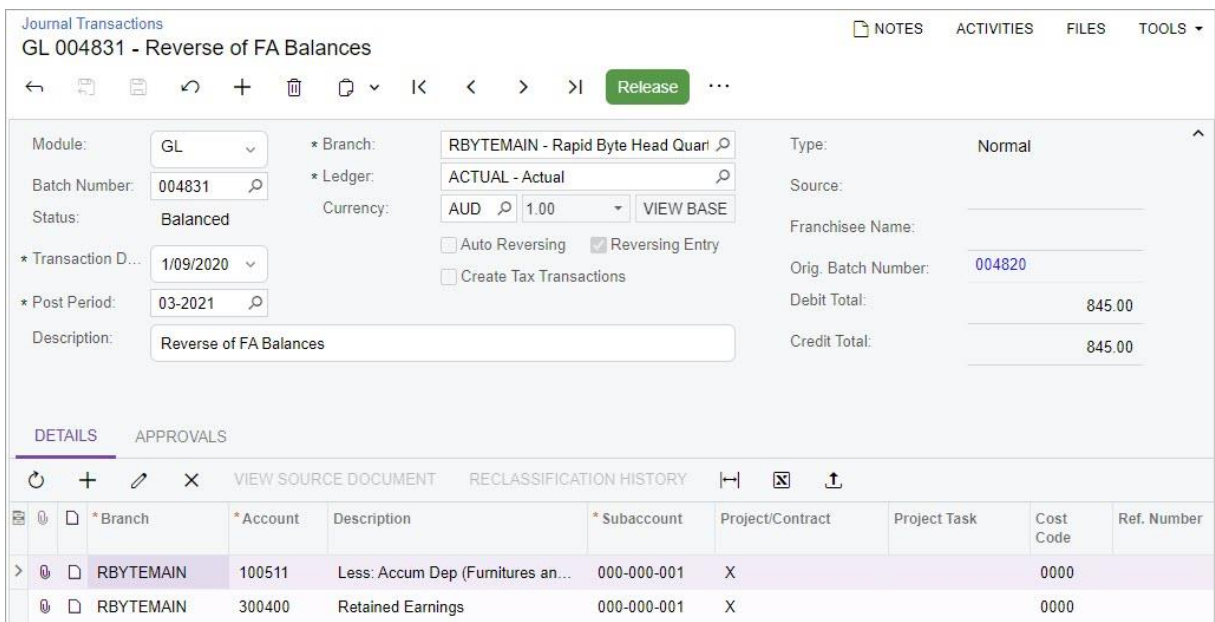 Journal Transactions
NOTES ACTIVITIES FILES TOOLS
GL 004831 - Reverse of FA Balances
Release
Module: GL * Branch: RBYTEMAIN - Rapid Byte Head Quart Type: Normal
Batch Number: 004831 * Ledger: ACTUAL - Actual Source:
Status: Balanced Currency: AUD 1.00 VIEW BASE Franchisee Name:
* Transaction D... 1/09/2020 Auto Reversing Reversing Entry Orig. Batch Number: 004820
Create Tax Transactions
* Post Period: 03-2021 Debit Total: 845.00
Description: Reverse of FA Balances Credit Total: 845.00
DETAILS APPROVALS
VIEW SOURCE DOCUMENT RECLASSIFICATION HISTORY
* Branch * Account Description * Subaccount Project/Contract Project Task Cost Code Ref. Number
RBYTEMAIN 100511 Less: Accum Dep (Furnitures an... 000-000-001 X 0000
RBYTEMAIN 300400 Retained Earnings 000-000-001 X 0000